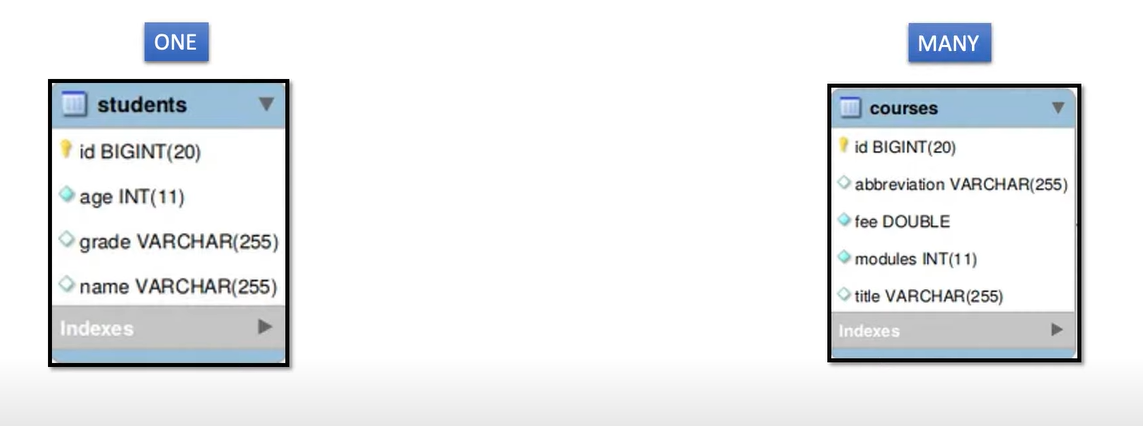 ONE
students
id BIGINT(20)
age INT(11)
grade VARCHAR(255)
name VARCHAR(255)
Indexes
MANY
courses
id BIGINT(20)
abbreviation VARCHAR(255)
fee DOUBLE
modules INT(11)
title VARCHAR(255)
Indexes